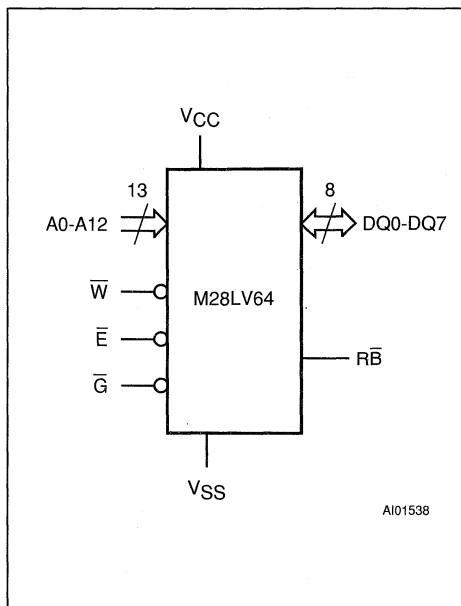 VCC
13
8
A0-A12
DQ0-DQ7
W̅
M28LV64
E̅
RB̅
G̅
VSS
AI01538